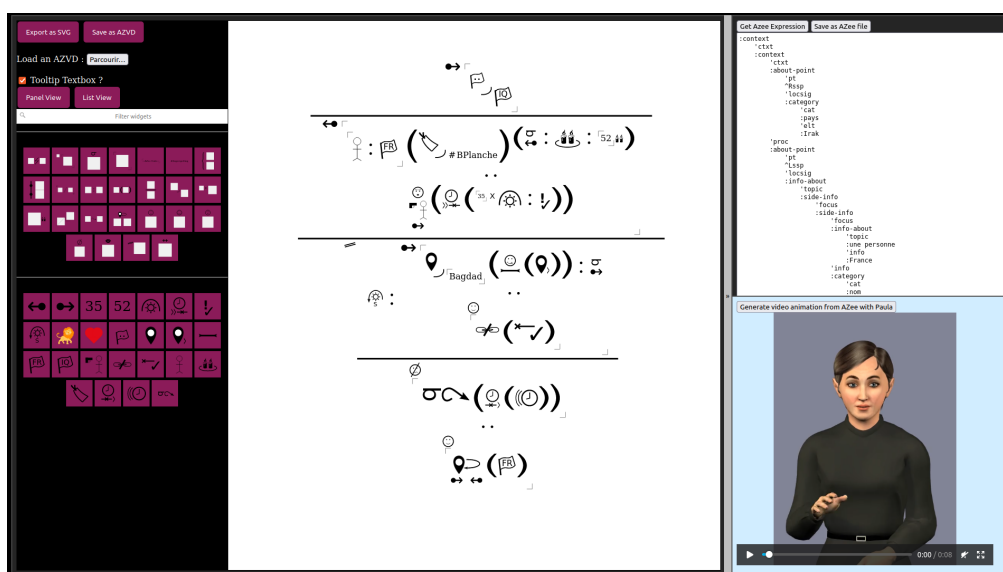 Export as SVG
Save as AZVD
Load an AZVD :
Parcourir...
Tooltip Textbox ?
Panel View
List View
Filter widgets
35
52
S
FR
IQ
IQ
FR
#BPlanche
52
35
x
Bagdad
S
FR
Get Azee Expression
Save as AZee file
:context
'ctxt
:context
'ctxt
:about-point
'pt
^Rssp
'locsig
:category
'cat
:pays
'elt
:Irak
'proc
:about-point
'pt
^Lssp
'locsig
:info-about
'topic
:side-info
'focus
:side-info
'focus
:info-about
'topic
:une personne
'info
:France
'info
:category
'cat
:nom
Generate video animation from AZee with Paula
0:00 / 0:08